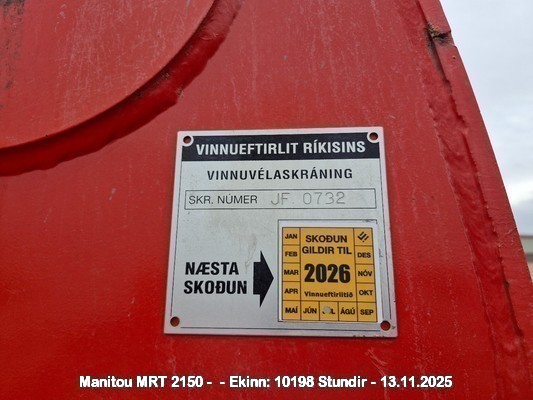 VINNUEFTIRLIT RÍKISINS
VINNUVÉLASKRÁNING
SKR. NÚMER JF 0732
NÆSTA
SKOÐUN
SKOÐUN
GILDIR TIL
2026
Vinnueftirlitið
JAN
FEB
MAR
APR
MAÍ JÚN JÚL ÁGÚ SEP
OKT
NÓV
DES
Manitou MRT 2150 - - Ekinn: 10198 Stundir - 13.11.2025